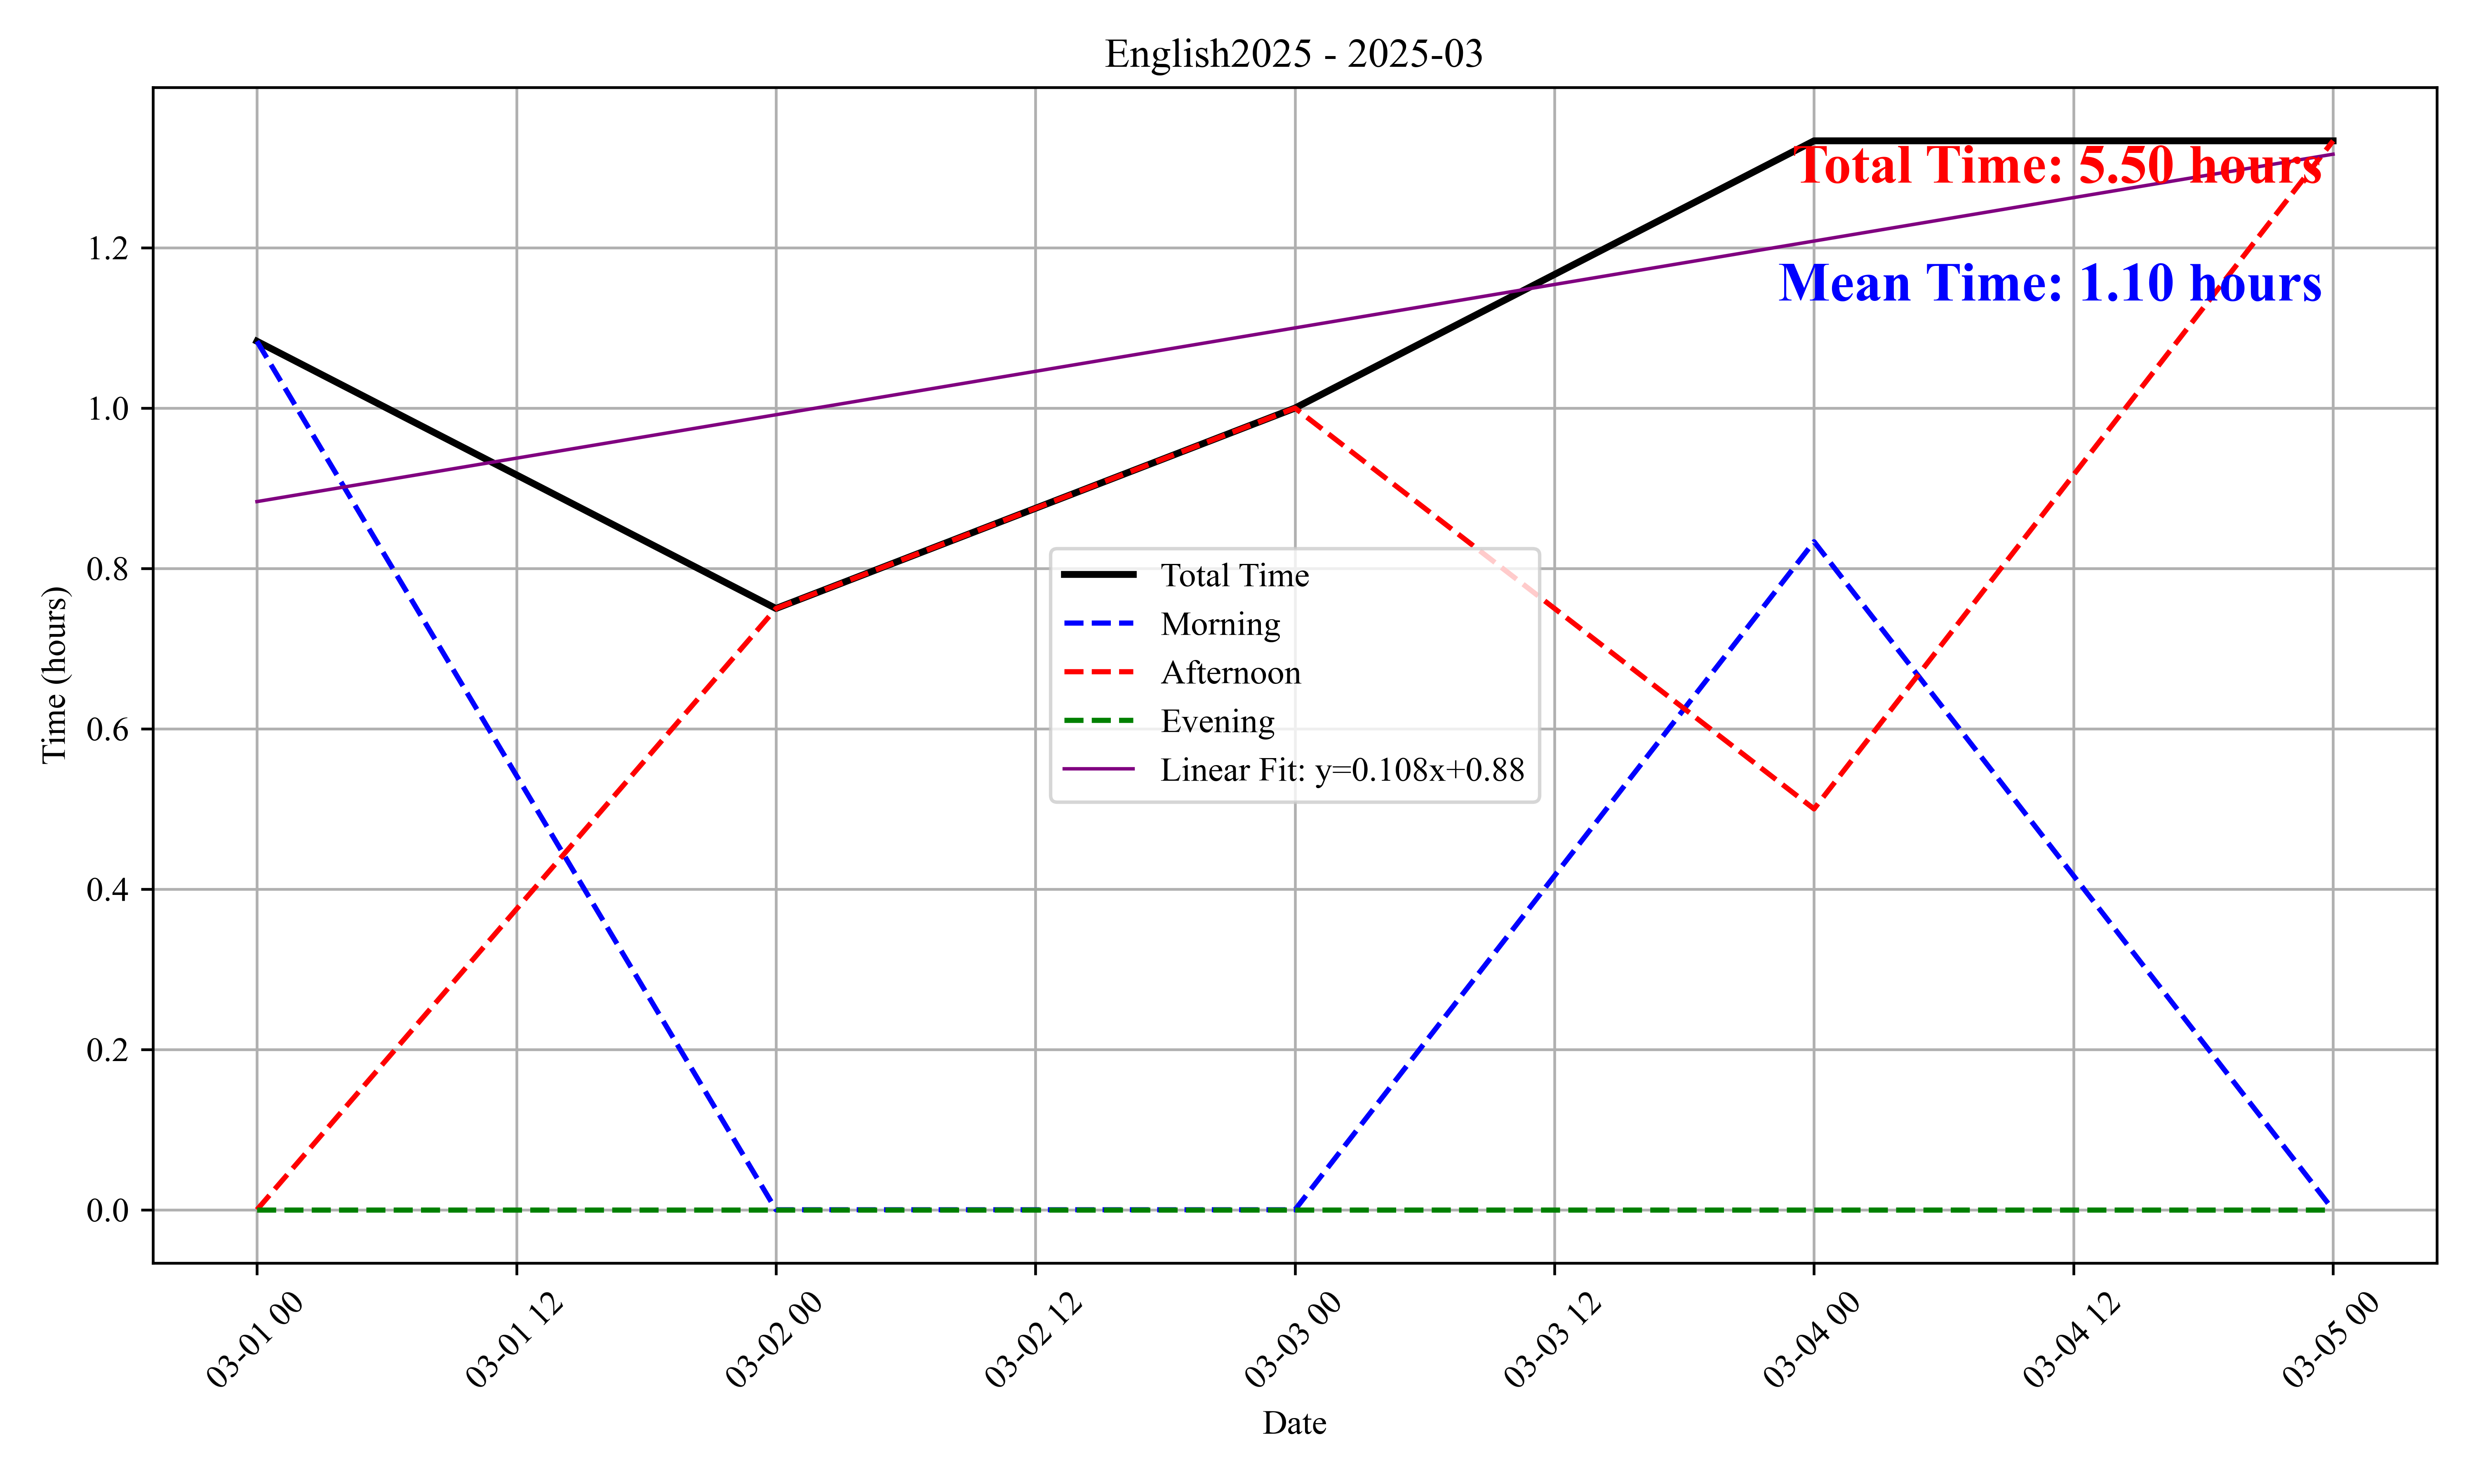 English2025 - 2025-03
Total Time: 5.50 hours
Mean Time: 1.10 hours
Time (hours)
1.2
1.0
0.8
0.6
0.4
0.2
0.0
Total Time
Morning
Afternoon
Evening
Linear Fit: y=0.108x+0.88
03-01 00
03-01 12
03-02 00
03-02 12
03-03 00
03-03 12
03-04 00
03-04 12
03-05 00
Date